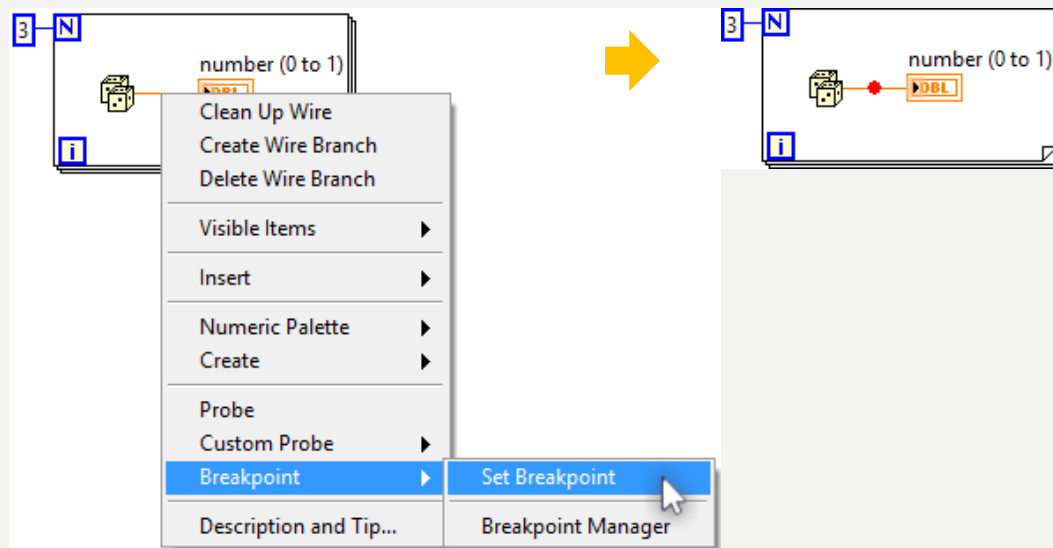 3 N
number (0 to 1)
DBL
i
Clean Up Wire
Create Wire Branch
Delete Wire Branch
Visible Items
Insert
Numeric Palette
Create
Probe
Custom Probe
Breakpoint
Description and Tip...
Set Breakpoint
Breakpoint Manager
3 N
number (0 to 1)
DBL
i